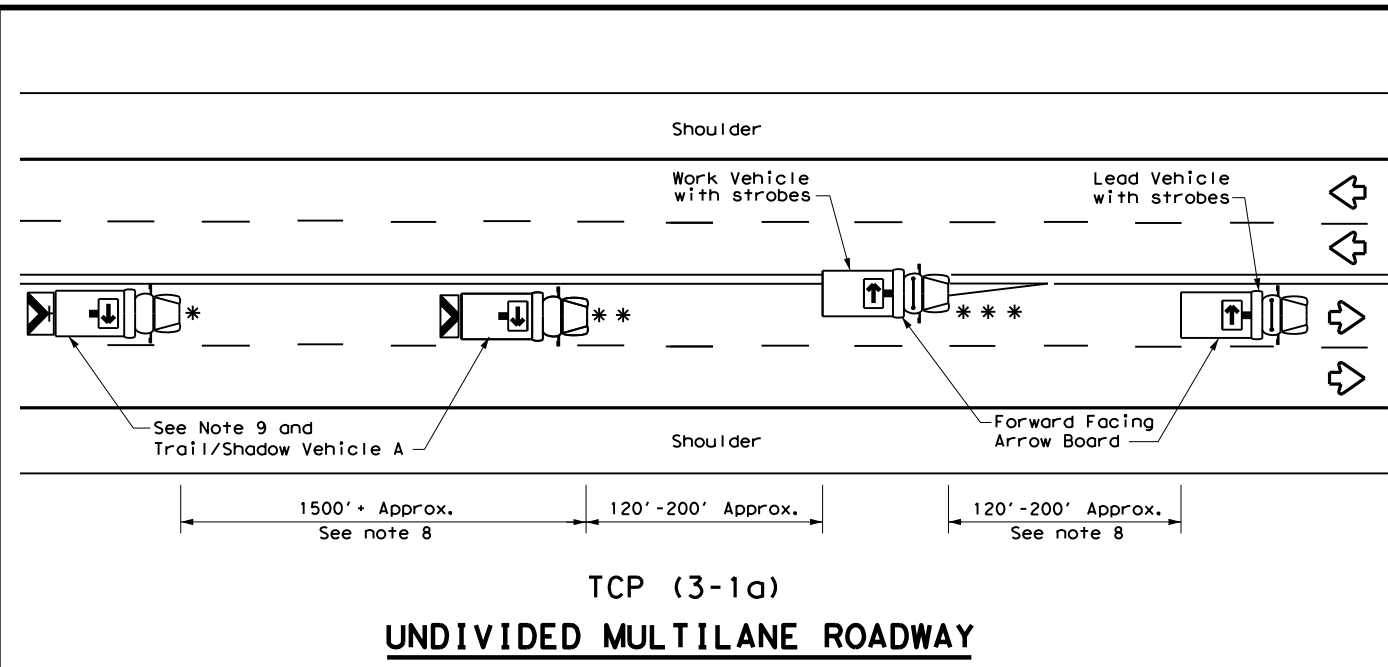 Shoulder
Work Vehicle
with strobes
Lead Vehicle
with strobes
*
* *
* * *
See Note 9 and
Trail/Shadow Vehicle A
Shoulder
Forward Facing
Arrow Board
1500'+ Approx.
See note 8
120'-200' Approx.
120'-200' Approx.
See note 8
TCP (3-1a)
UNDIVIDED MULTILANE ROADWAY